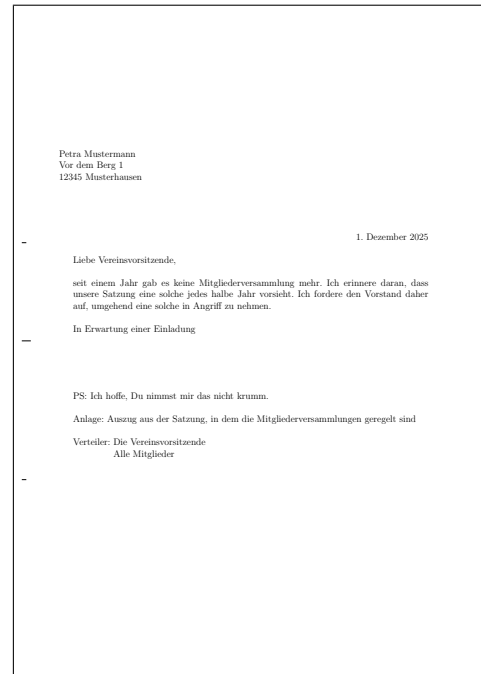 Petra Mustermann
Vor dem Berg 1
12345 Musterhausen
1. Dezember 2025
Liebe Vereinsvorsitzende,
seit einem Jahr gab es keine Mitgliederversammlung mehr. Ich erinnere daran, dass
unsere Satzung eine solche jedes halbe Jahr vorsieht. Ich fordere den Vorstand daher
auf, umgehend eine solche in Angriff zu nehmen.
In Erwartung einer Einladung
PS: Ich hoffe, Du nimmst mir das nicht krumm.
Anlage: Auszug aus der Satzung, in dem die Mitgliederversammlungen geregelt sind
Verteiler: Die Vereinsvorsitzende
Alle Mitglieder